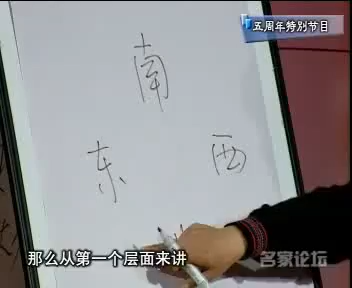 五周年特别节目
南
东 西
那么从第一个层面来讲
名家论坛